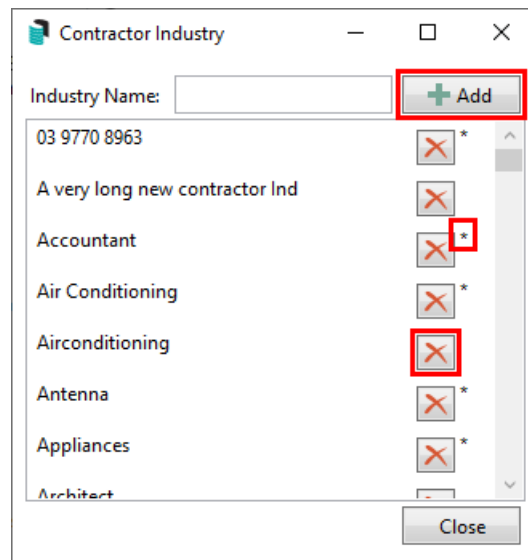 Contractor Industry
Industry Name: Add
03 9770 8963 *
A very long new contractor Ind
Accountant *
Air Conditioning *
Airconditioning
Antenna *
Appliances *
Architect
Close